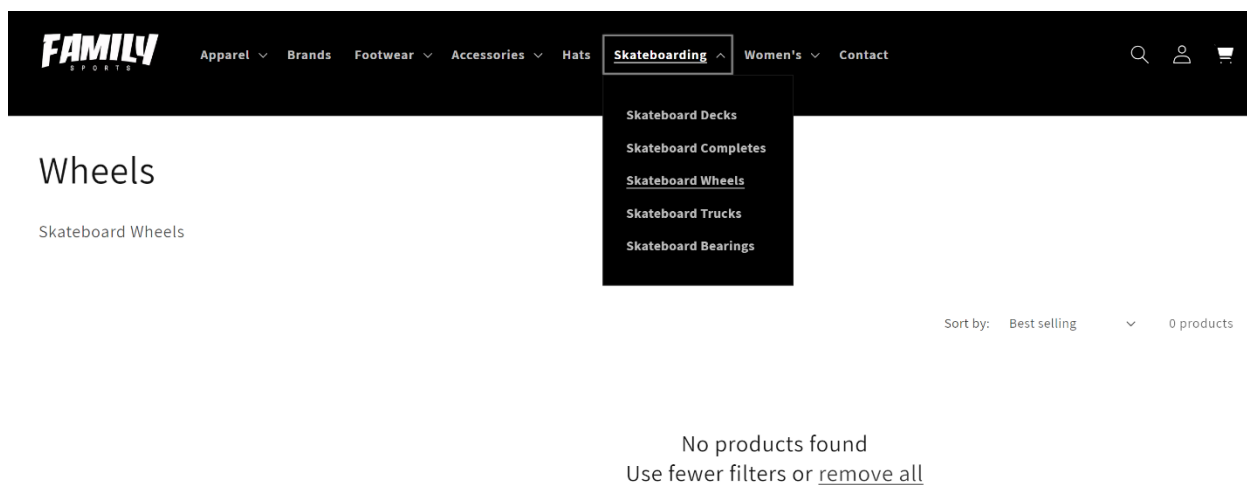 FAMILY
SPORTS
Apparel Brands Footwear Accessories Hats Skateboarding Women's Contact
Skateboard Decks
Skateboard Completes
Skateboard Wheels
Skateboard Trucks
Skateboard Bearings
Wheels
Skateboard Wheels
Sort by: Best selling 0 products
No products found
Use fewer filters or remove all